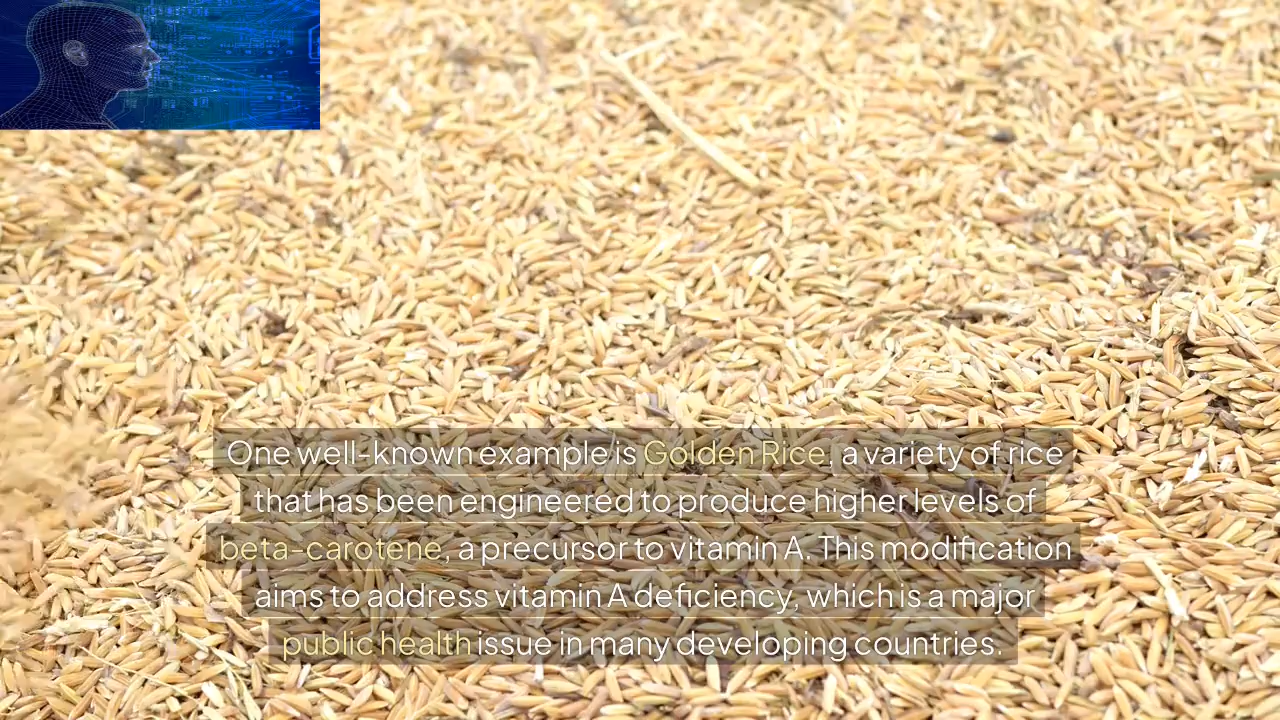 One well-known example is Golden Rice, a variety of rice
that has been engineered to produce higher levels of
beta-carotene, a precursor to vitamin A. This modification
aims to address vitamin A deficiency, which is a major
public health issue in many developing countries.